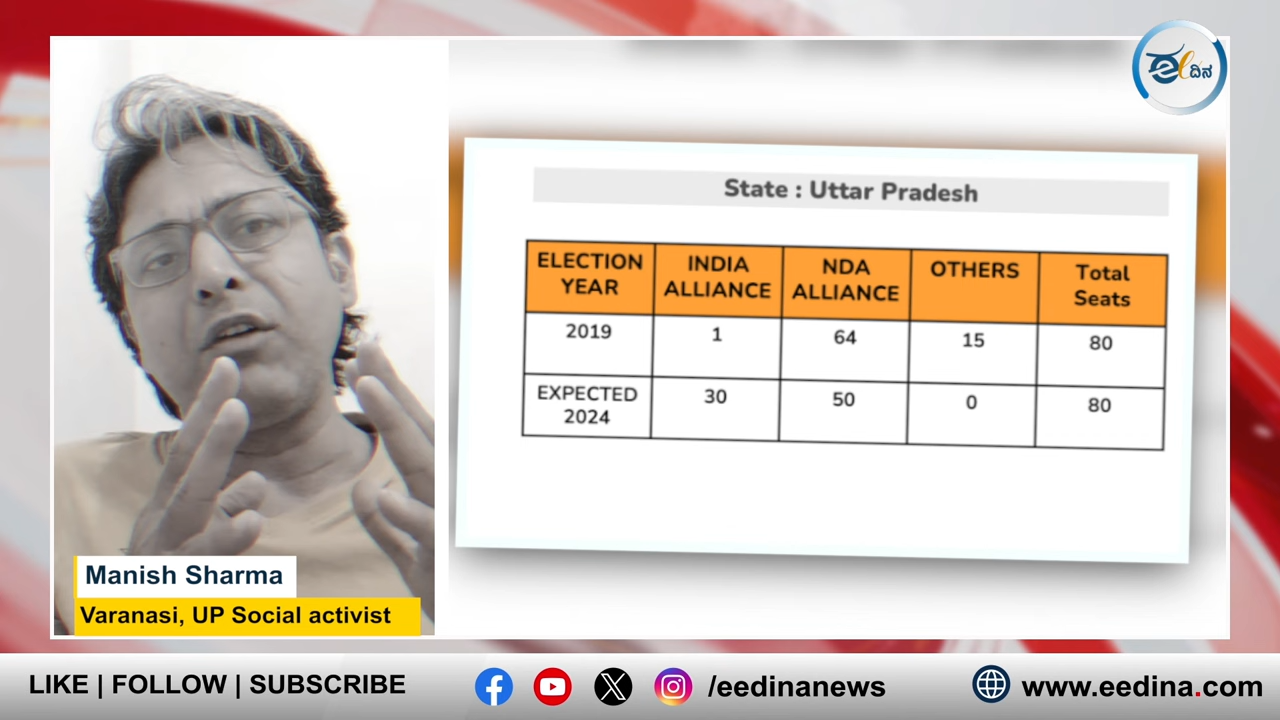 ಈ ದಿನ
State : Uttar Pradesh
ELECTION YEAR INDIA ALLIANCE NDA ALLIANCE OTHERS Total Seats
2019 1 64 15 80
EXPECTED 2024 30 50 0 80
Manish Sharma
Varanasi, UP Social activist
LIKE | FOLLOW | SUBSCRIBE
/eedinanews
www.eedina.com